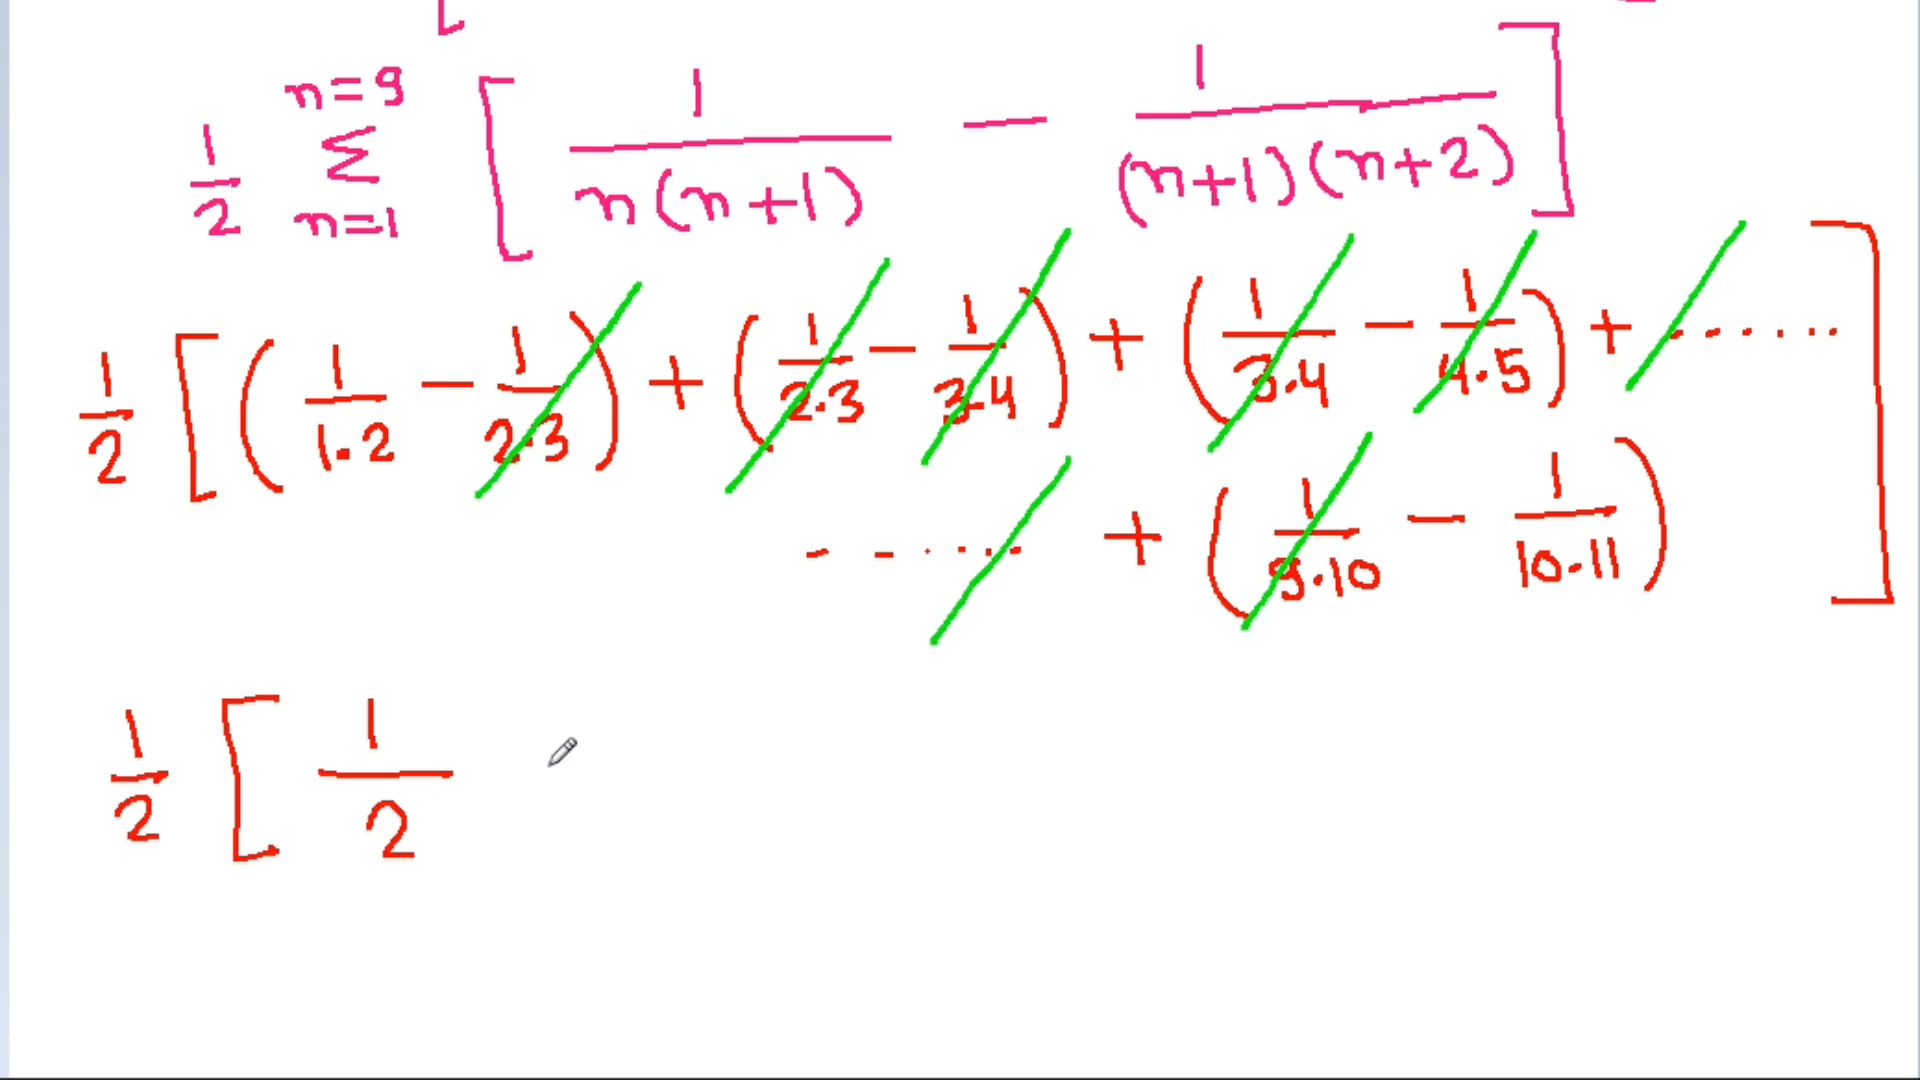 1/2 Σ_{n=1}^{n=9} [ 1/(n(n+1)) — 1/((n+1)(n+2)) ]
1/2 [ ( 1/(1.2) — 1/(2.3) ) + ( 1/(2.3) — 1/(3.4) ) + ( 1/(3.4) — 1/(4.5) ) + ........
- - ..... + ( 1/(9.10) — 1/(10.11) ) ]
1/2 [ 1/2